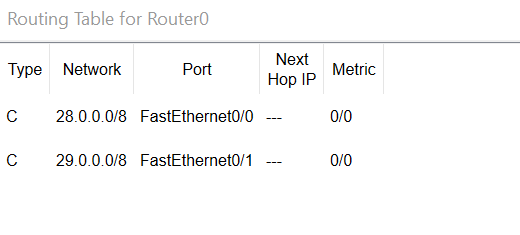 Routing Table for Router0
Type Network Port Next Hop IP Metric
C 28.0.0.0/8 FastEthernet0/0 --- 0/0
C 29.0.0.0/8 FastEthernet0/1 --- 0/0